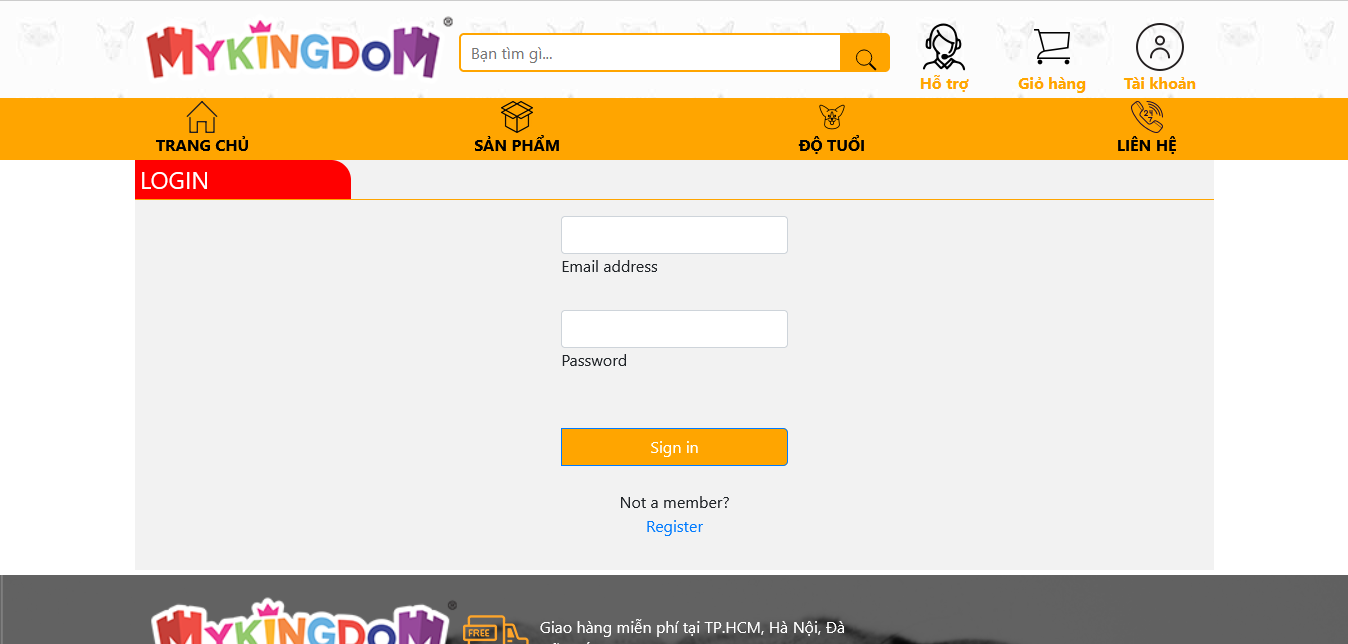 MYKINGDOM ®
Bạn tìm gì...
Hỗ trợ
Giỏ hàng
Tài khoản
TRANG CHỦ
SẢN PHẨM
ĐỘ TUỔI
24
7
LIÊN HỆ
LOGIN
Email address
Password
Sign in
Not a member?
Register
MYKINGDOM ®
FREE
Giao hàng miễn phí tại TP.HCM, Hà Nội, Đà